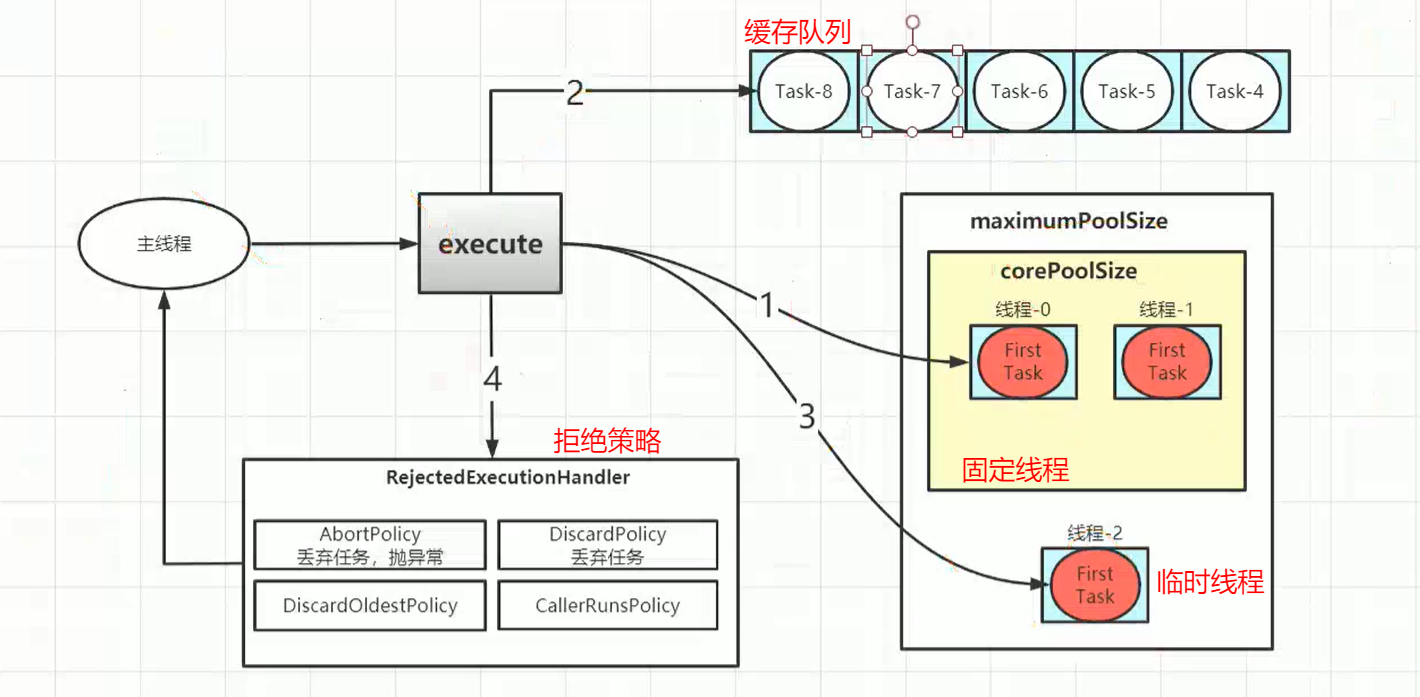 缓存队列
Task-8
Task-7
Task-6
Task-5
Task-4
2
主线程
execute
1
3
4
maximumPoolSize
corePoolSize
线程-0
线程-1
First
Task
First
Task
固定线程
线程-2
First
Task
临时线程
拒绝策略
RejectedExecutionHandler
AbortPolicy
丢弃任务，抛异常
DiscardPolicy
丢弃任务
DiscardOldestPolicy
CallerRunsPolicy